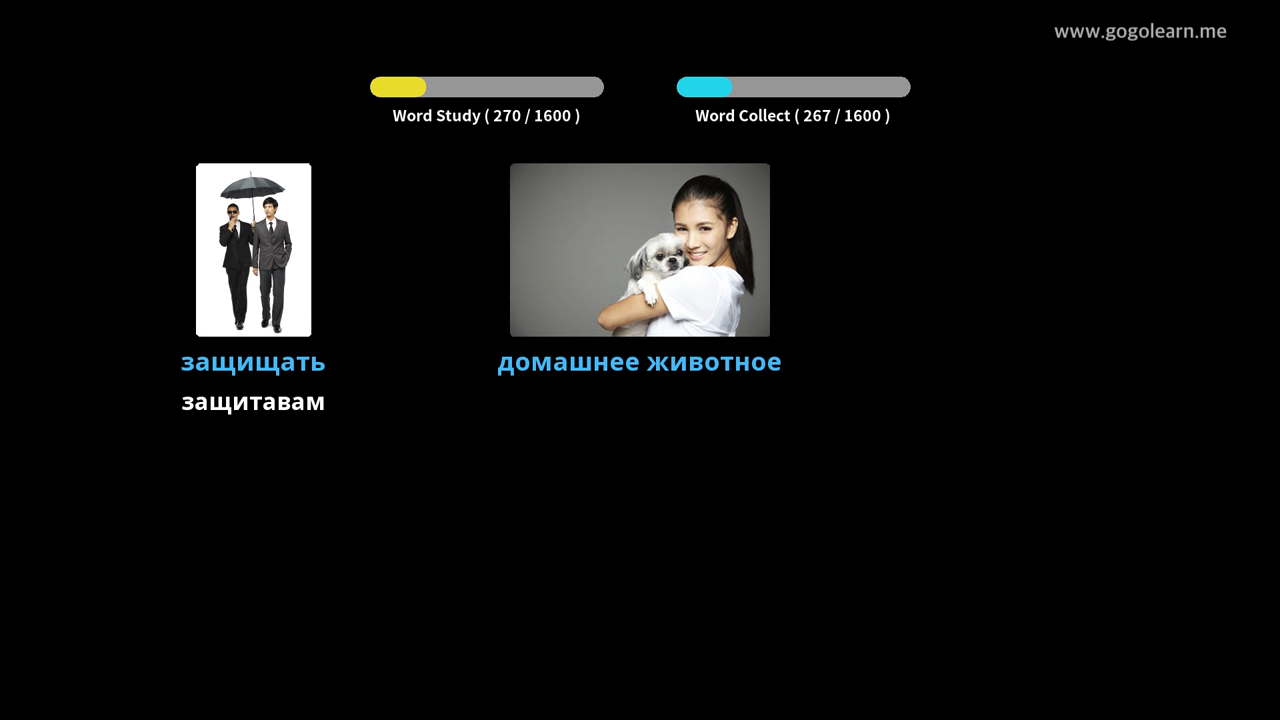 www.gogolearn.me
Word Study ( 270 / 1600 )
Word Collect ( 267 / 1600 )
защищать
защитавам
домашнее животное